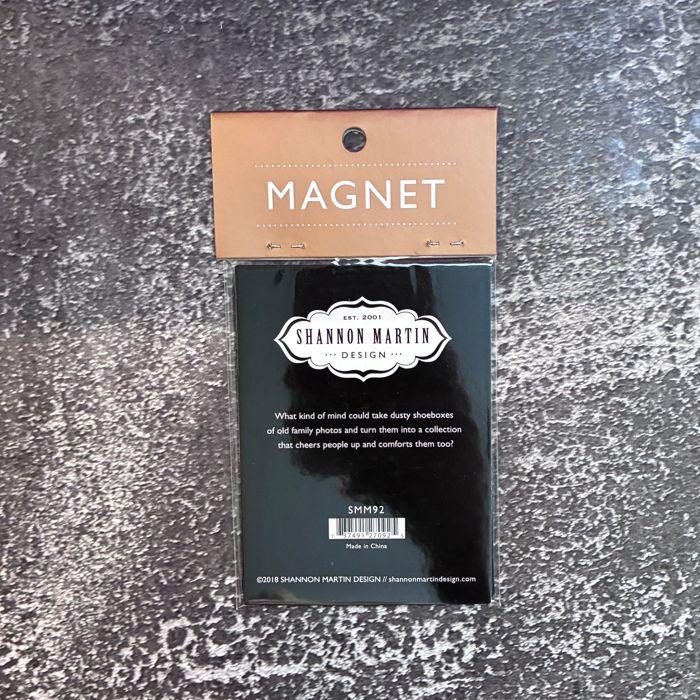 MAGNET
EST. 2001
SHANNON MARTIN
··· DESIGN ···
What kind of mind could take dusty shoeboxes
of old family photos and turn them into a collection
that cheers people up and comforts them too?
SMM92
37491 27092
Made in China
©2018 SHANNON MARTIN DESIGN // shannonmartindesign.com